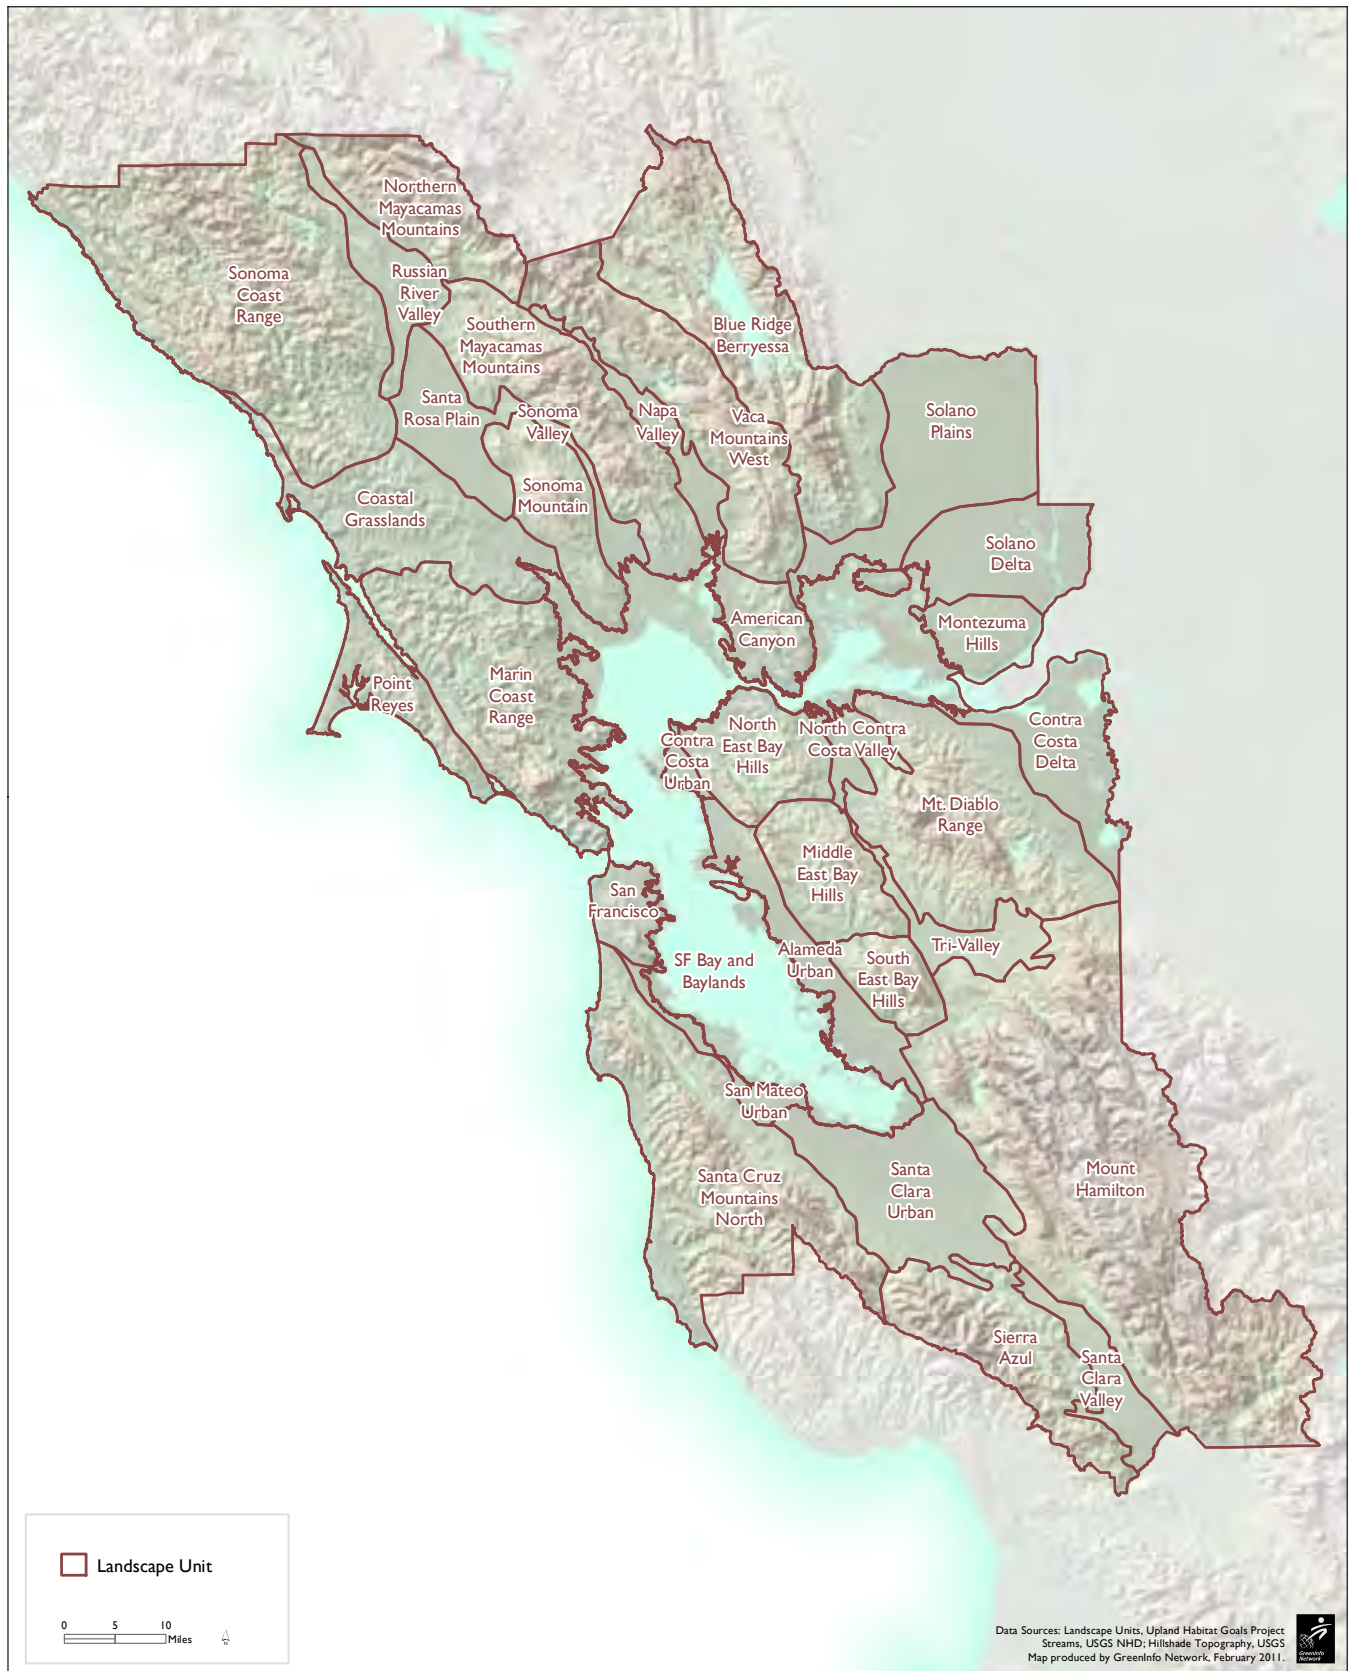 Northern
Mayacamas
Mountains
Sonoma
Coast
Range
Russian
River
Valley
Southern
Mayacamas
Mountains
Blue Ridge
Berryessa
Santa
Rosa Plain
Sonoma
Valley
Napa
Valley
Vaca
Mountains
West
Solano
Plains
Coastal
Grasslands
Sonoma
Mountain
Solano
Delta
American
Canyon
Montezuma
Hills
Point
Reyes
Marin
Coast
Range
Contra
Costa
Urban
North
East Bay
Hills
North Contra
Costa Valley
Contra
Costa
Delta
Mt. Diablo
Range
Middle
East Bay
Hills
San
Francisco
SF Bay and
Baylands
Alameda
Urban
South
East Bay
Hills
Tri-Valley
San Mateo
Urban
Santa Cruz
Mountains
North
Santa
Clara
Urban
Mount
Hamilton
Sierra
Azul
Santa
Clara
Valley
Landscape Unit
0 5 10
Miles
N
Data Sources: Landscape Units, Upland Habitat Goals Project
Streams, USGS NHD; Hillshade Topography, USGS
Map produced by GreenInfo Network, February 2011.
GreenInfo
Network